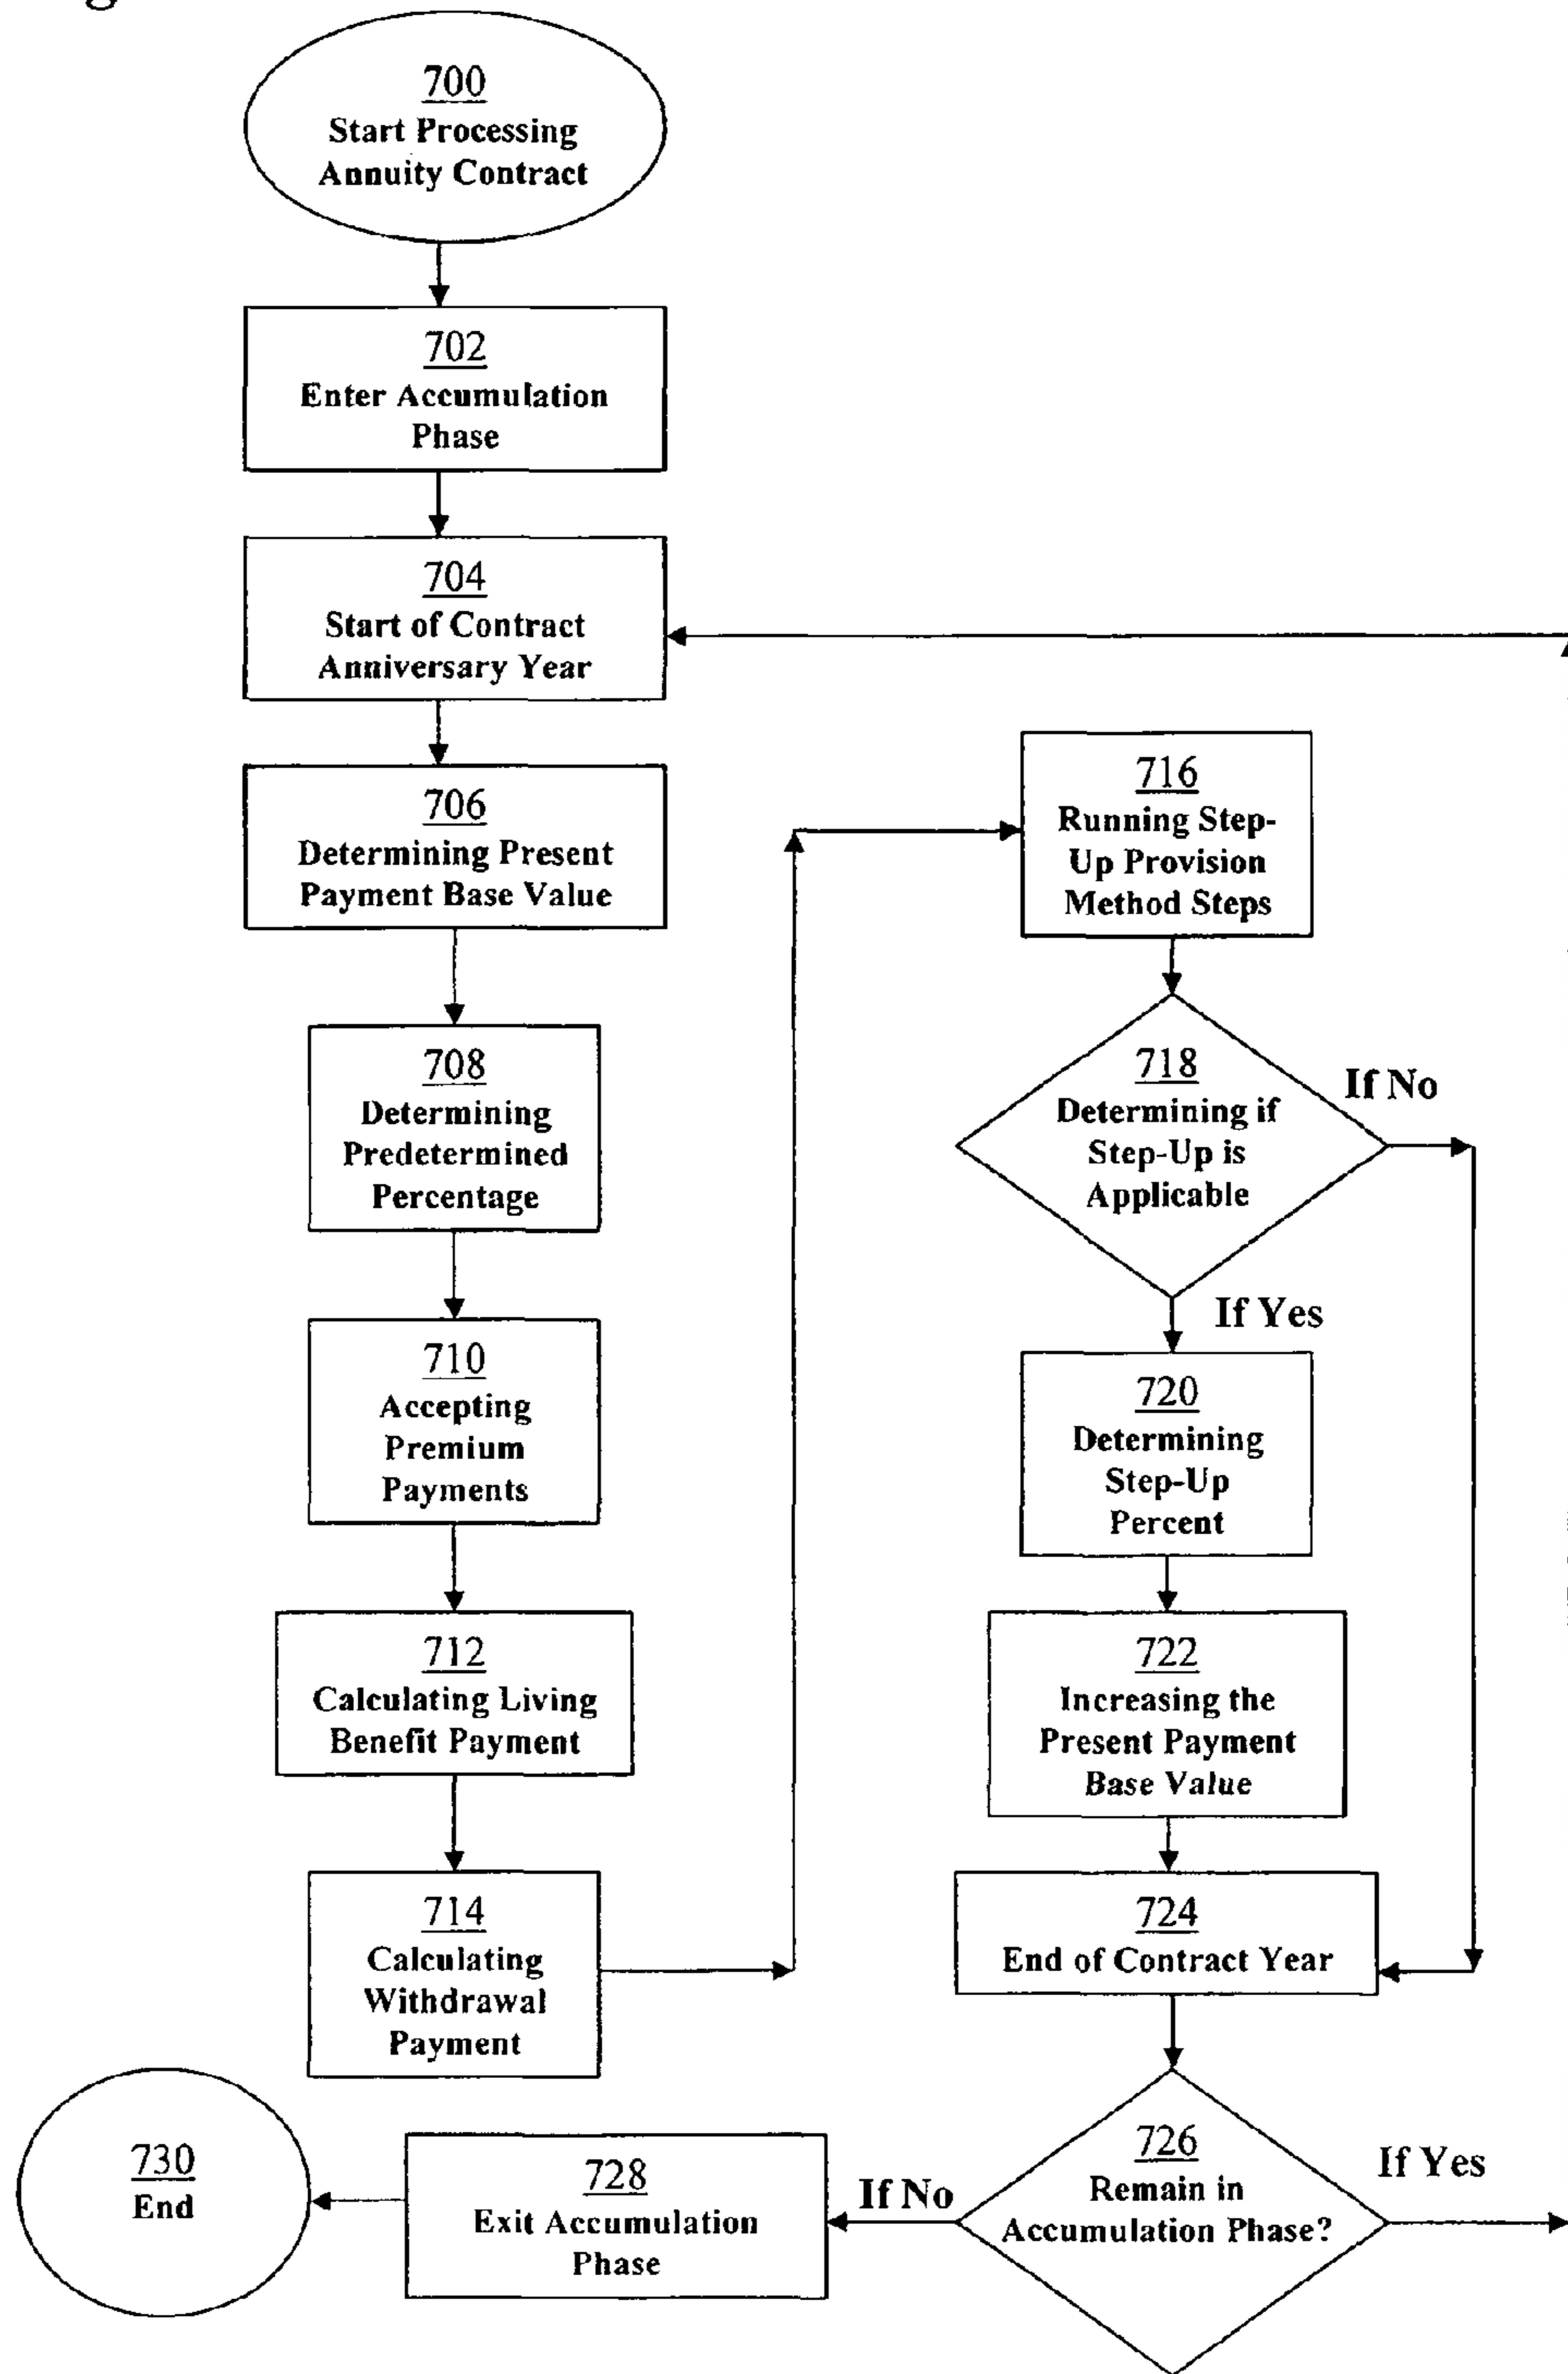 700
Start Processing
Annuity Contract
702
Enter Accumulation
Phase
704
Start of Contract
Anniversary Year
706
Determining Present
Payment Base Value
708
Determining
Predetermined
Percentage
710
Accepting
Premium
Payments
712
Calculating Living
Benefit Payment
714
Calculating
Withdrawal
Payment
716
Running Step-
Up Provision
Method Steps
718
Determining if
Step-Up is
Applicable
If No
If Yes
720
Determining
Step-Up
Percent
722
Increasing the
Present Payment
Base Value
724
End of Contract Year
726
Remain in
Accumulation Phase?
If Yes
If No
728
Exit Accumulation
Phase
730
End